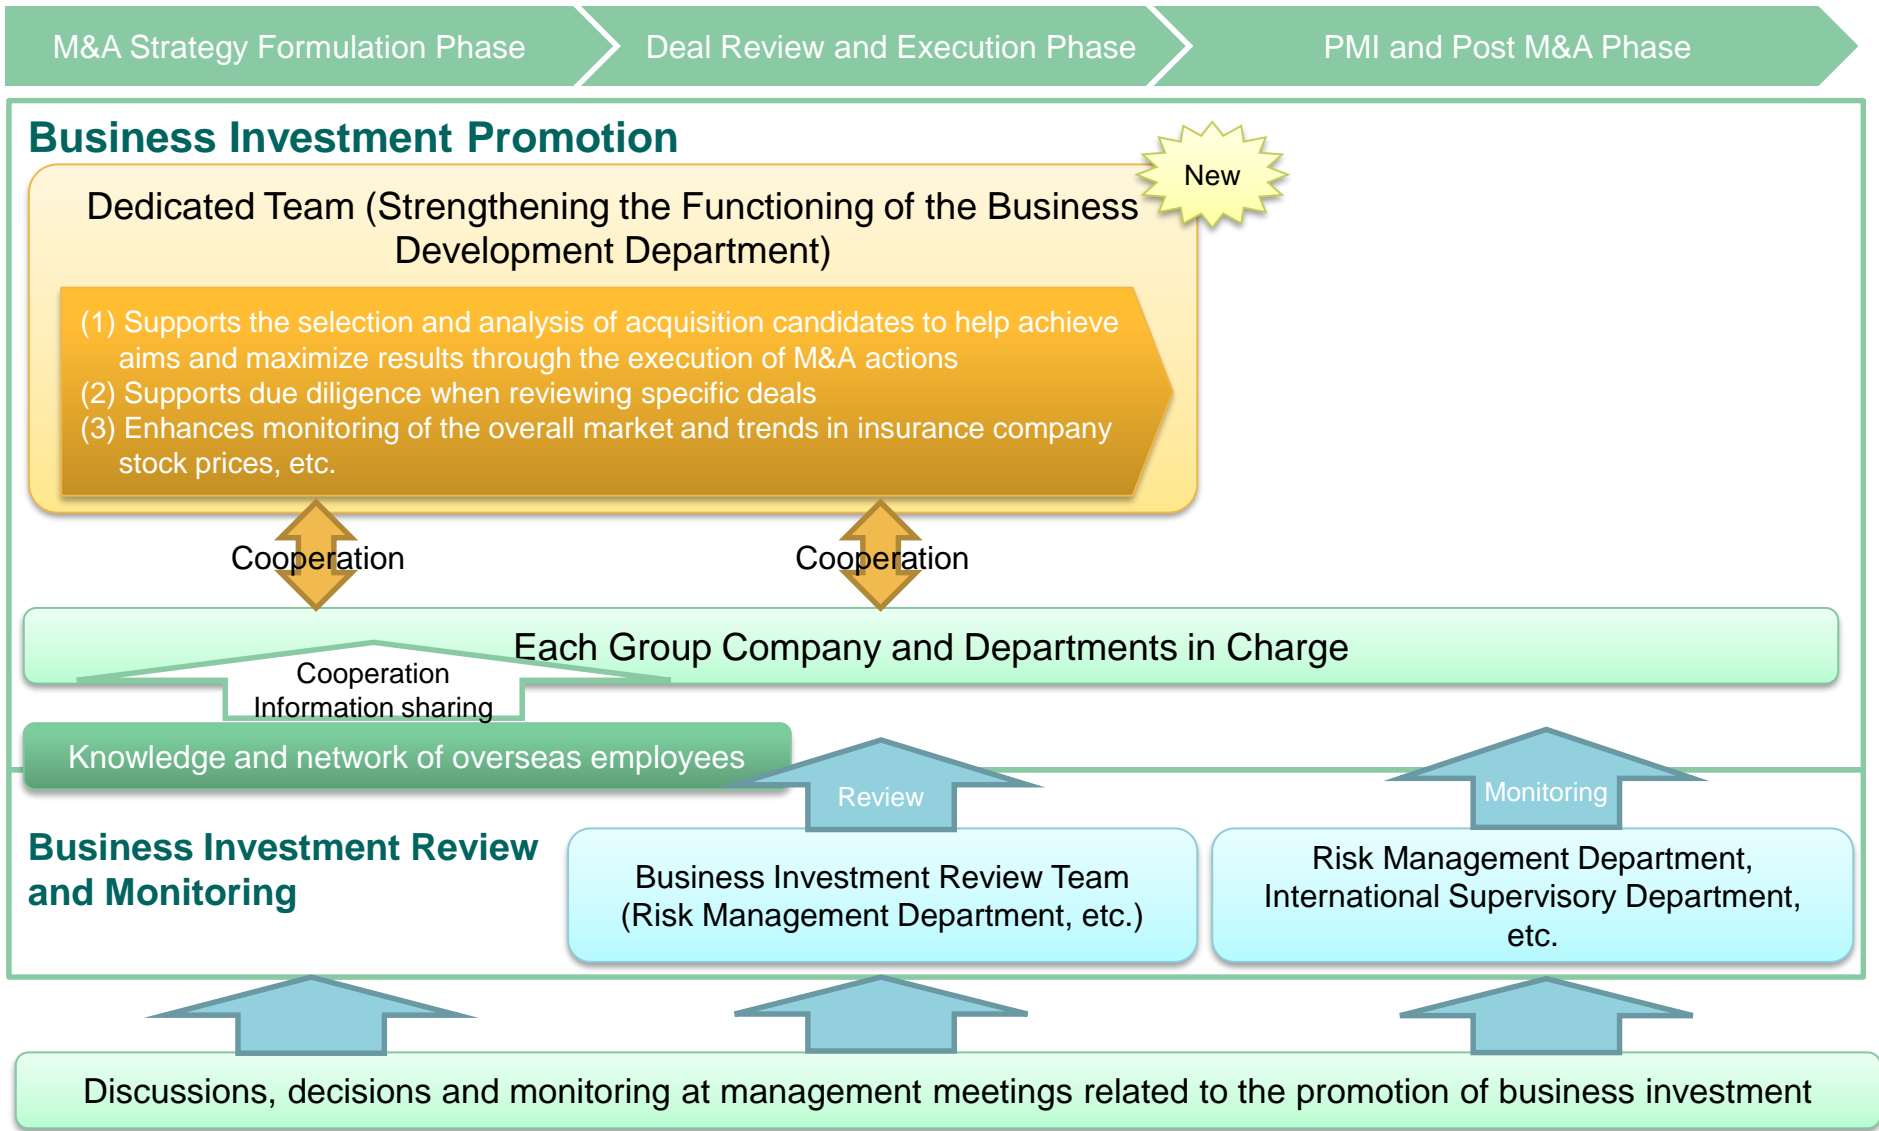 M&A Strategy Formulation Phase
Deal Review and Execution Phase
PMI and Post M&A Phase
Business Investment Promotion
New
Dedicated Team (Strengthening the Functioning of the Business
Development Department)
(1) Supports the selection and analysis of acquisition candidates to help achieve
aims and maximize results through the execution of M&A actions
(2) Supports due diligence when reviewing specific deals
(3) Enhances monitoring of the overall market and trends in insurance company
stock prices, etc.
Cooperation
Cooperation
Each Group Company and Departments in Charge
Cooperation
Information sharing
Knowledge and network of overseas employees
Review
Monitoring
Business Investment Review
and Monitoring
Business Investment Review Team
(Risk Management Department, etc.)
Risk Management Department,
International Supervisory Department,
etc.
Discussions, decisions and monitoring at management meetings related to the promotion of business investment